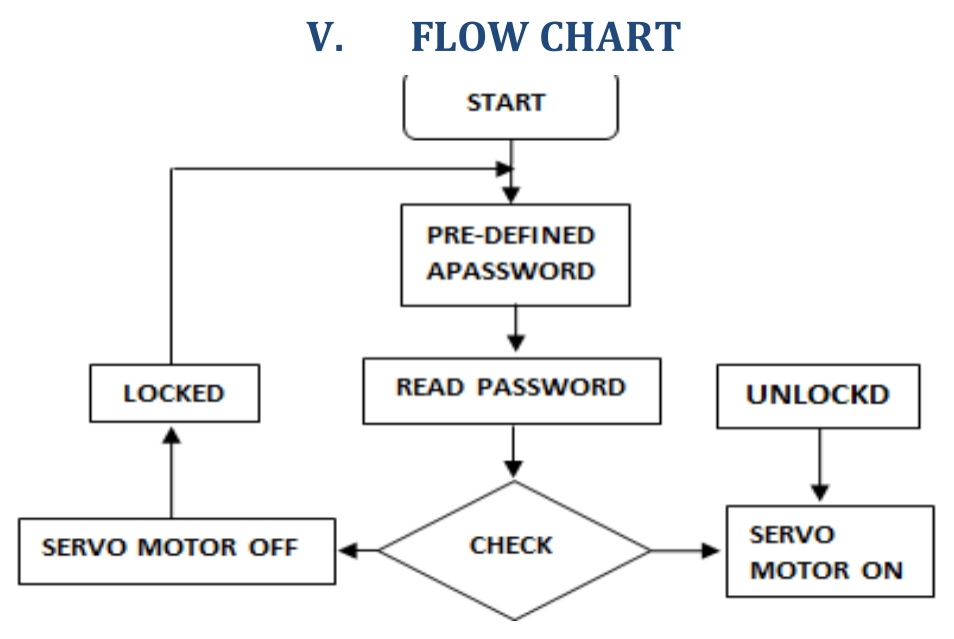 V. FLOW CHART
START
PRE-DEFINED
APASSWORD
READ PASSWORD
LOCKED
UNLOCKD
CHECK
SERVO MOTOR OFF
SERVO
MOTOR ON